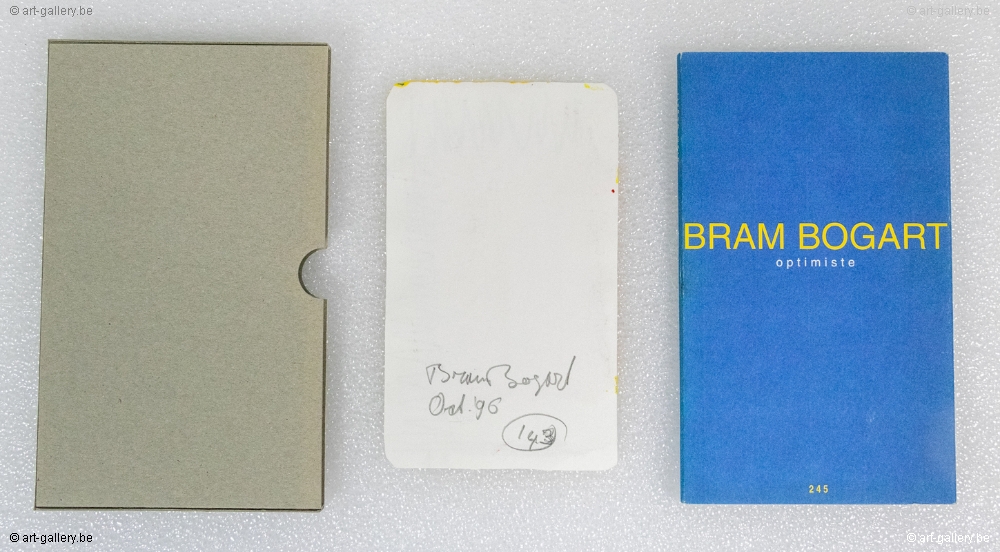 © art-gallery.be
© art-gallery.be
Bram Bogart
Oct. '96
143
BRAM BOGART
optimiste
245
© art-gallery.be
© art-gallery.be